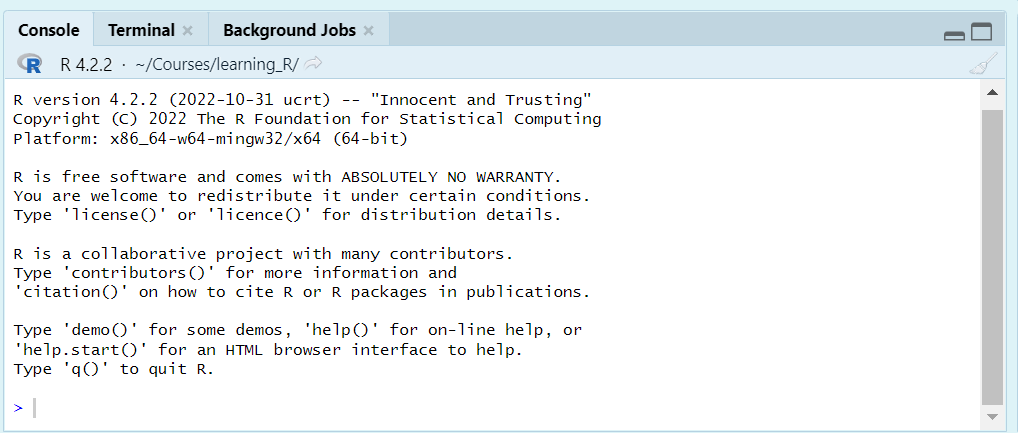 Console Terminal Background Jobs
R R 4.2.2 · ~/Courses/learning_R/
R version 4.2.2 (2022-10-31 ucrt) -- "Innocent and Trusting"
Copyright (C) 2022 The R Foundation for Statistical Computing
Platform: x86_64-w64-mingw32/x64 (64-bit)

R is free software and comes with ABSOLUTELY NO WARRANTY.
You are welcome to redistribute it under certain conditions.
Type 'license()' or 'licence()' for distribution details.

R is a collaborative project with many contributors.
Type 'contributors()' for more information and
'citation()' on how to cite R or R packages in publications.

Type 'demo()' for some demos, 'help()' for on-line help, or
'help.start()' for an HTML browser interface to help.
Type 'q()' to quit R.

>